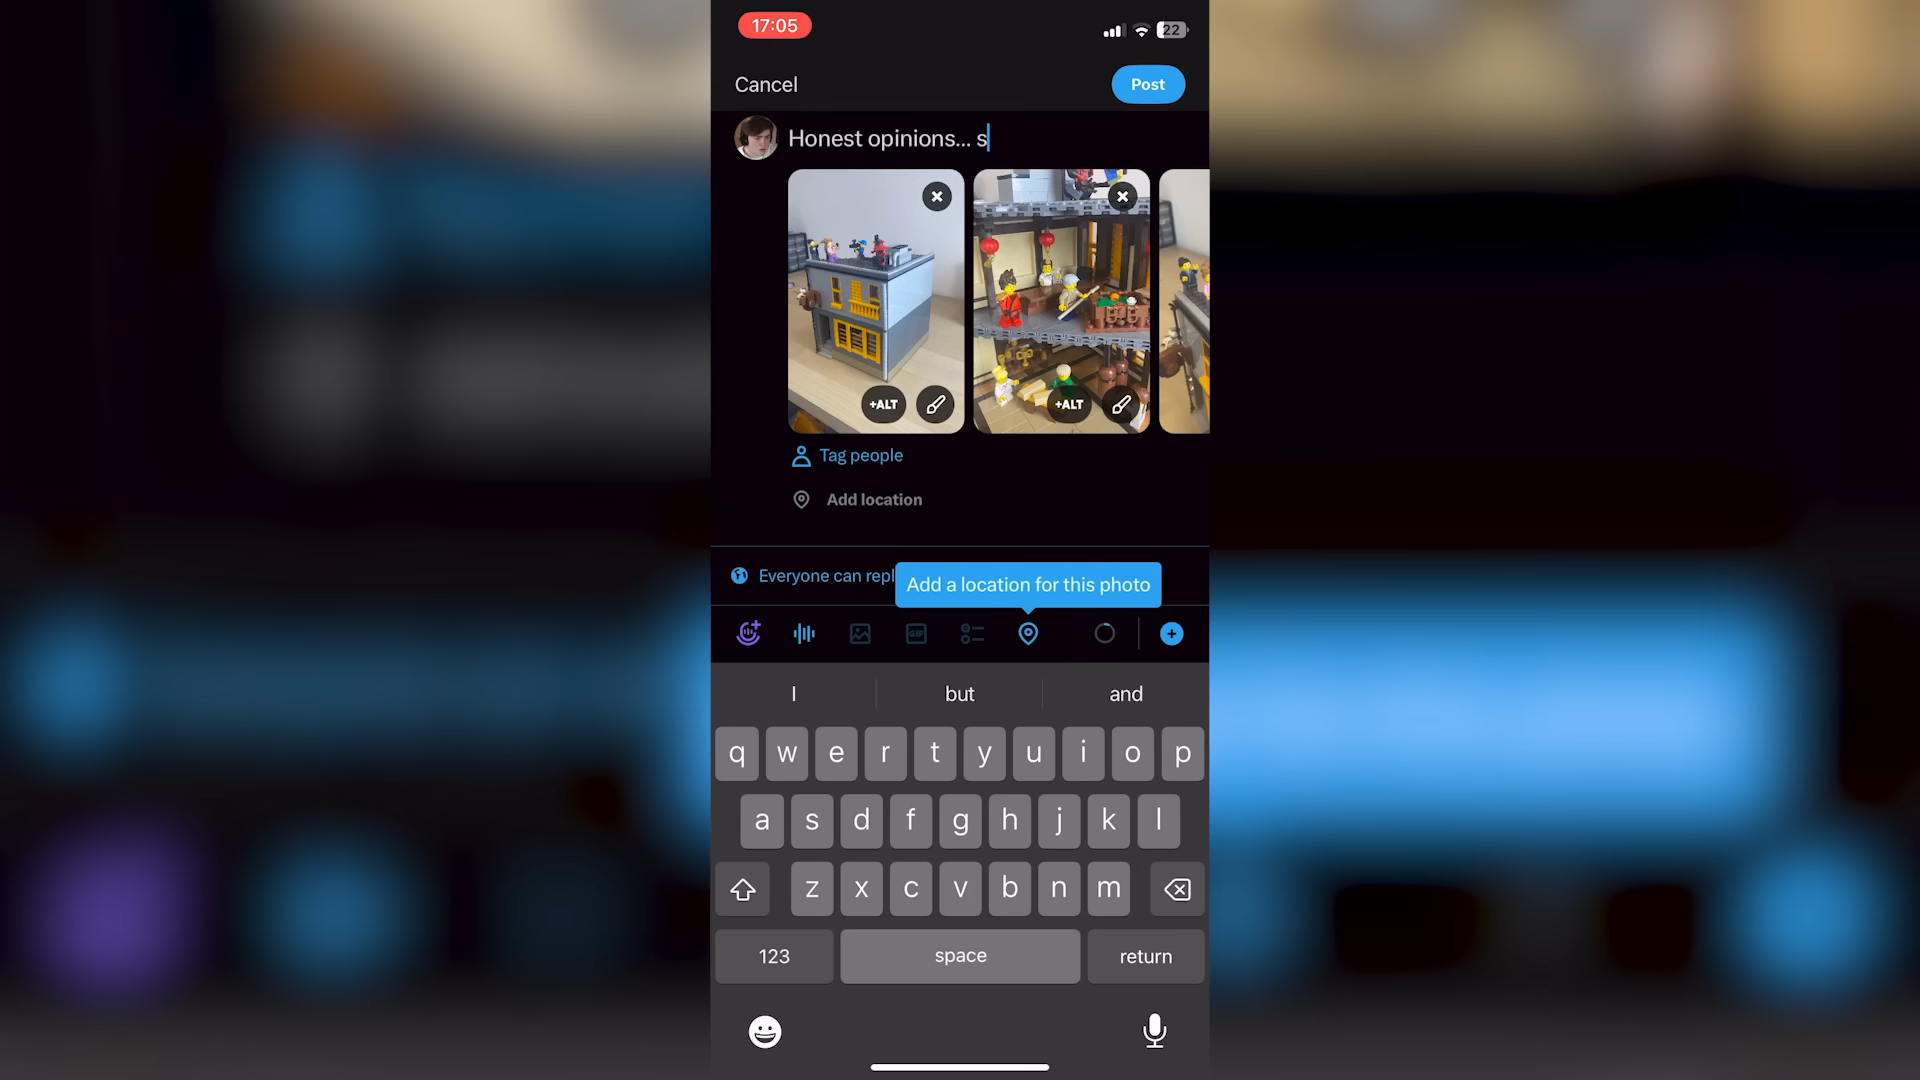 17:05
22
Cancel
Post
Honest opinions... s
+ALT
+ALT
Tag people
Add location
Everyone can repl
Add a location for this photo
GIF
I but and
q w e r t y u i o p
a s d f g h j k l
z x c v b n m
123 space return